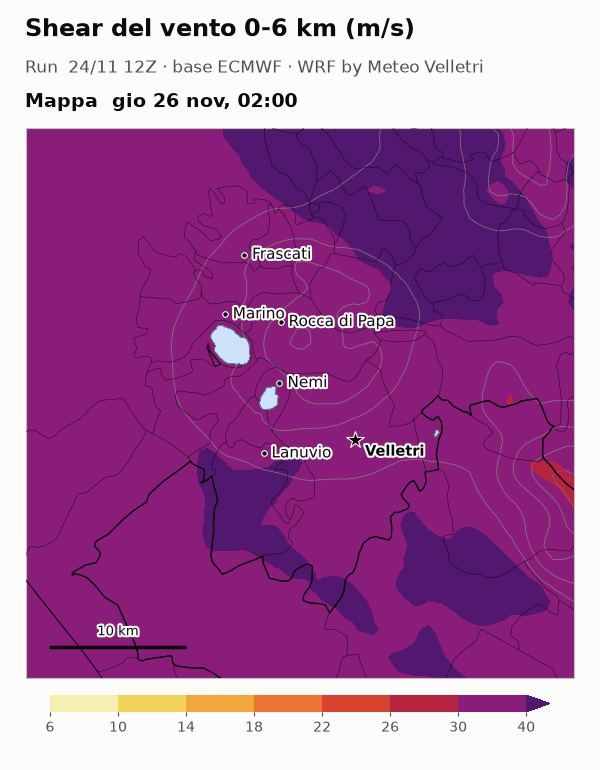 Shear del vento 0-6 km (m/s)
Run  24/11 12Z · base ECMWF · WRF by Meteo Velletri
Mappa  gio 26 nov, 02:00
Frascati
Marino
Rocca di Papa
Nemi
Velletri
Lanuvio
10 km
6 10 14 18 22 26 30 40